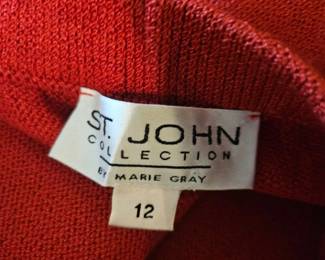 ST. JOHN
COLLECTION
BY MARIE GRAY
12